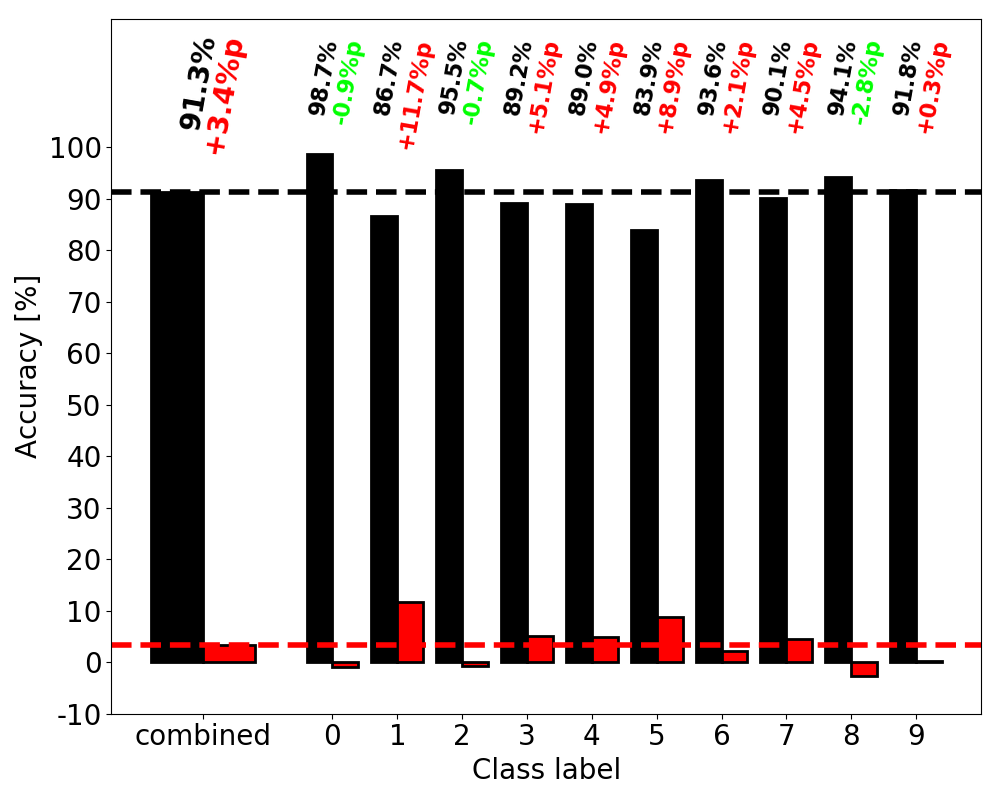 91.3%
+3.4%p
98.7%
-0.9%p
86.7%
+11.7%p
95.5%
-0.7%p
89.2%
+5.1%p
89.0%
+4.9%p
83.9%
+8.9%p
93.6%
+2.1%p
90.1%
+4.5%p
94.1%
-2.8%p
91.8%
+0.3%p
100
90
80
70
60
50
40
30
20
10
0
-10
Accuracy [%]
combined 0 1 2 3 4 5 6 7 8 9
Class label